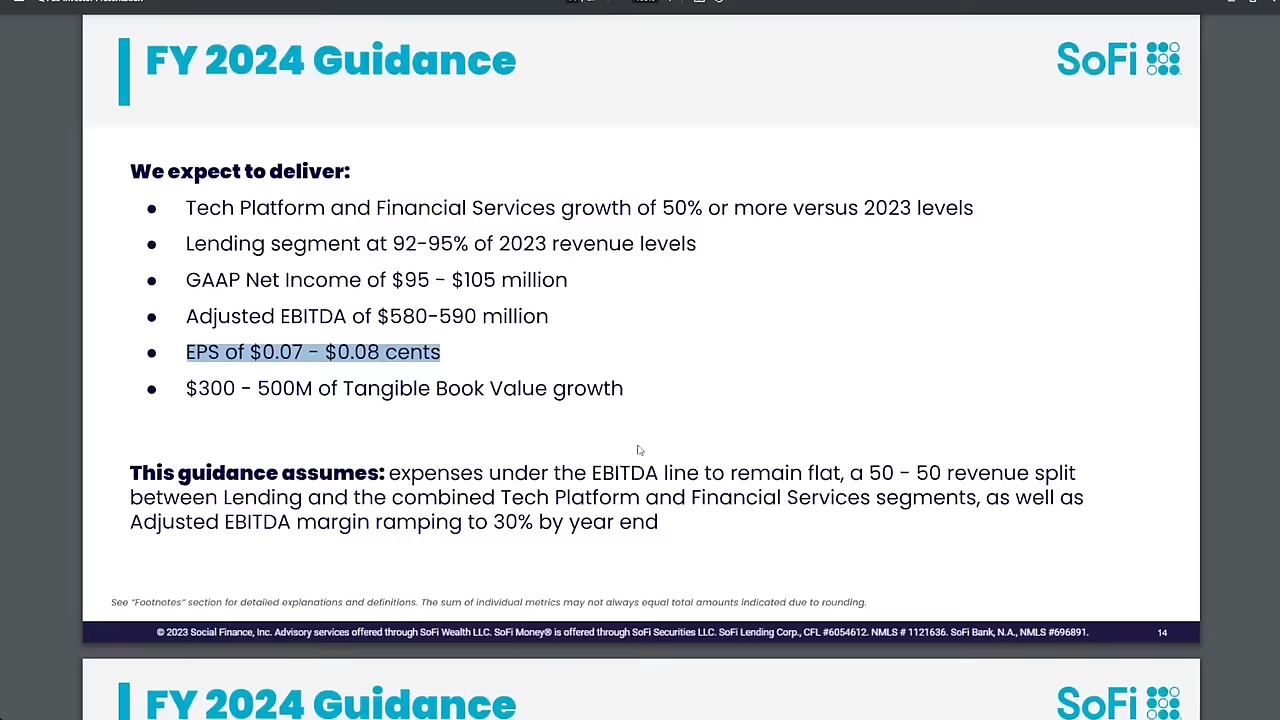 FY 2024 Guidance
SoFi
We expect to deliver:
● Tech Platform and Financial Services growth of 50% or more versus 2023 levels
● Lending segment at 92-95% of 2023 revenue levels
● GAAP Net Income of $95 - $105 million
● Adjusted EBITDA of $580-590 million
● EPS of $0.07 - $0.08 cents
● $300 - 500M of Tangible Book Value growth
This guidance assumes: expenses under the EBITDA line to remain flat, a 50 - 50 revenue split
between Lending and the combined Tech Platform and Financial Services segments, as well as
Adjusted EBITDA margin ramping to 30% by year end
See “Footnotes” section for detailed explanations and definitions. The sum of individual metrics may not always equal total amounts indicated due to rounding.
© 2023 Social Finance, Inc. Advisory services offered through SoFi Wealth LLC. SoFi Money® is offered through SoFi Securities LLC. SoFi Lending Corp., CFL #6054612. NMLS # 1121636. SoFi Bank, N.A., NMLS #696891.
14
FY 2024 Guidance
SoFi